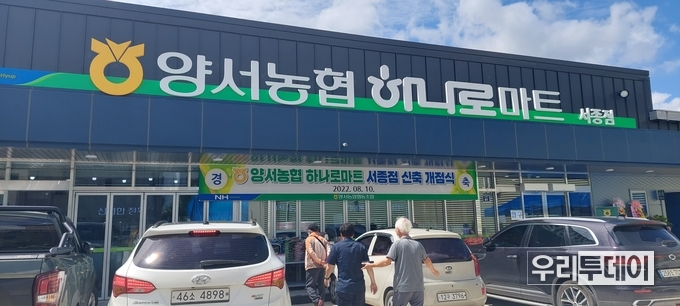 양서농협 하나로마트 서종점
경 양서농협 하나로마트 서종점 신축 개점식 축
2022. 08. 10.
NH
46소 4898
우리투데이